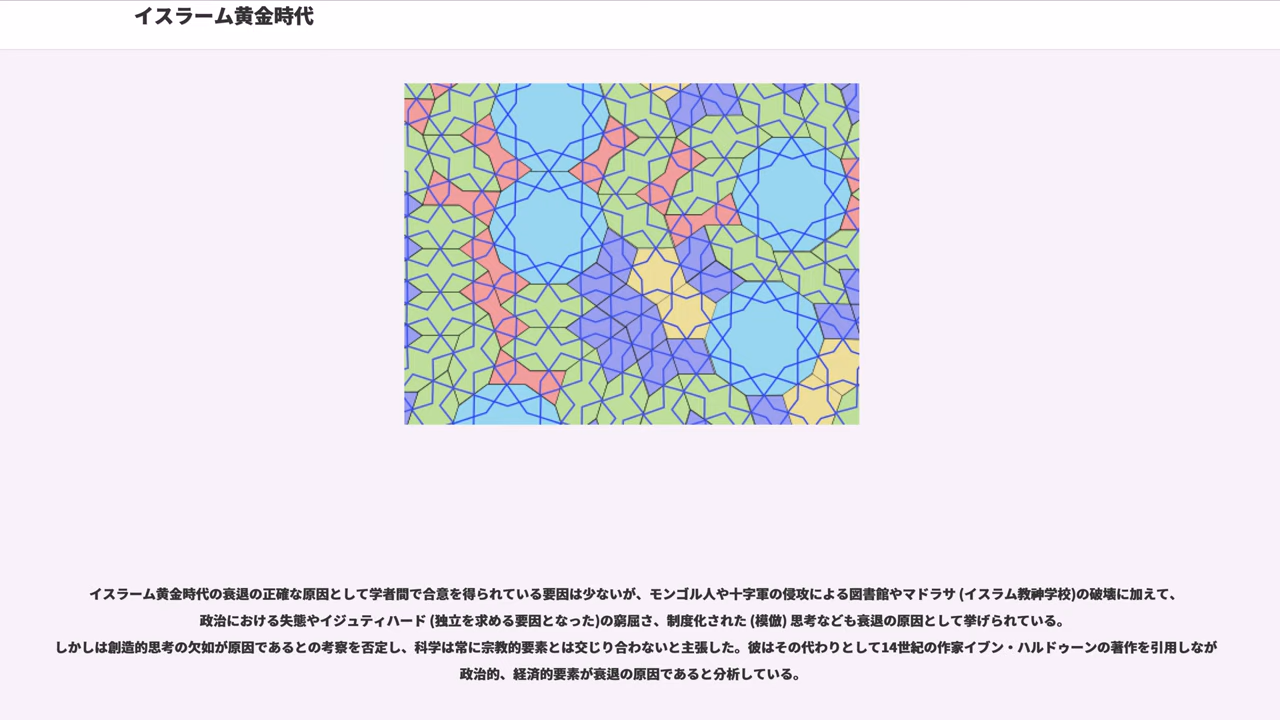 イスラーム黄金時代
イスラーム黄金時代の衰退の正確な原因として学者間で合意を得られている要因は少ないが、モンゴル人や十字軍の侵攻による図書館やマドラサ (イスラム教神学校)の破壊に加えて、
政治における失態やイジュティハード (独立を求める要因となった)の窮屈さ、制度化された (模倣) 思考なども衰退の原因として挙げられている。
しかしは創造的思考の欠如が原因であるとの考察を否定し、科学は常に宗教的要素とは交じり合わないと主張した。彼はその代わりとして14世紀の作家イブン・ハルドゥーンの著作を引用しなが
政治的、経済的要素が衰退の原因であると分析している。